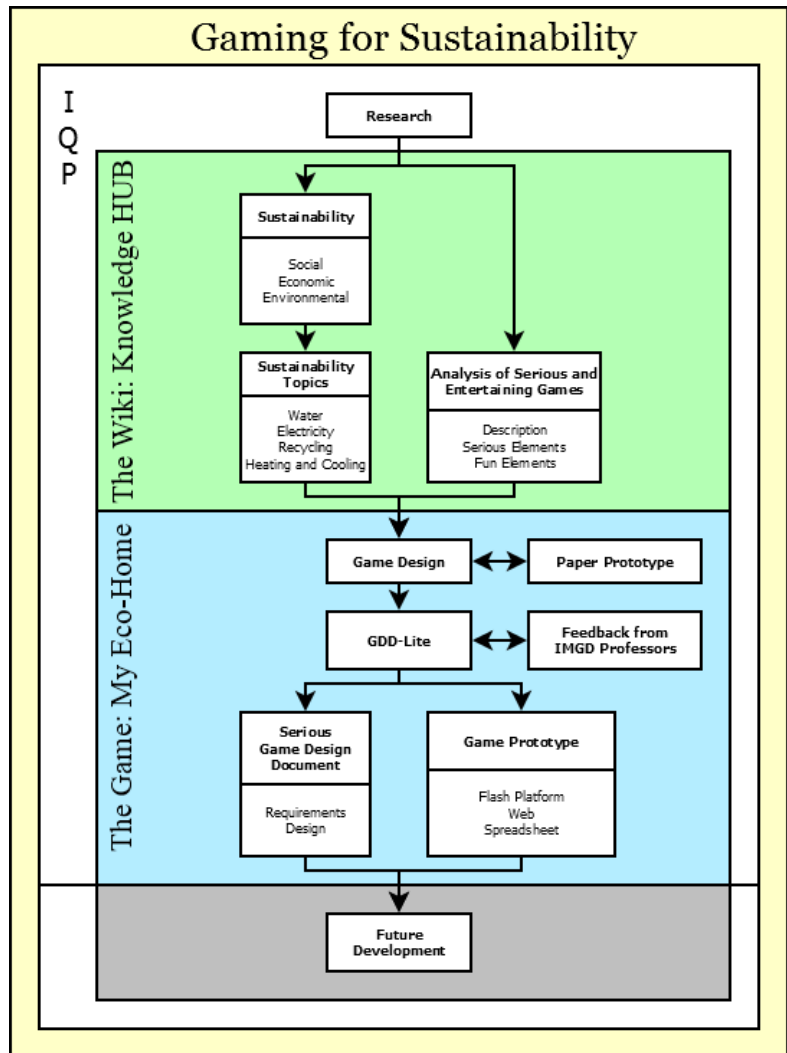 Gaming for Sustainability
I
Q
P
Research
The Wiki: Knowledge HUB
Sustainability
Social
Economic
Environmental
Sustainability
Topics
Water
Electricity
Recycling
Heating and Cooling
Analysis of Serious and
Entertaining Games
Description
Serious Elements
Fun Elements
The Game: My Eco-Home
Game Design
Paper Prototype
GDD-Lite
Feedback from
IMGD Professors
Serious
Game Design
Document
Requirements
Design
Game Prototype
Flash Platform
Web
Spreadsheet
Future
Development